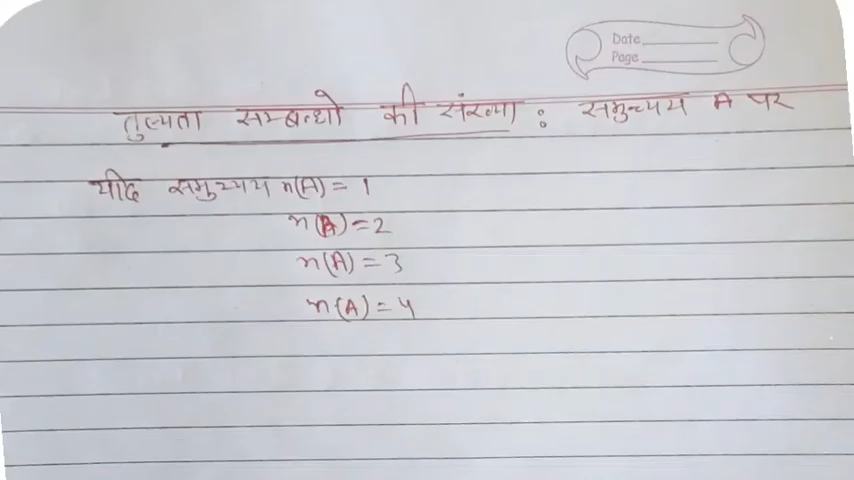 Date
Page
तुल्यता सम्बन्धो की संख्या : समुच्चय A पर
यदि समुच्चय n(A) = 1
n(A) = 2
n(A) = 3
n(A) = 4